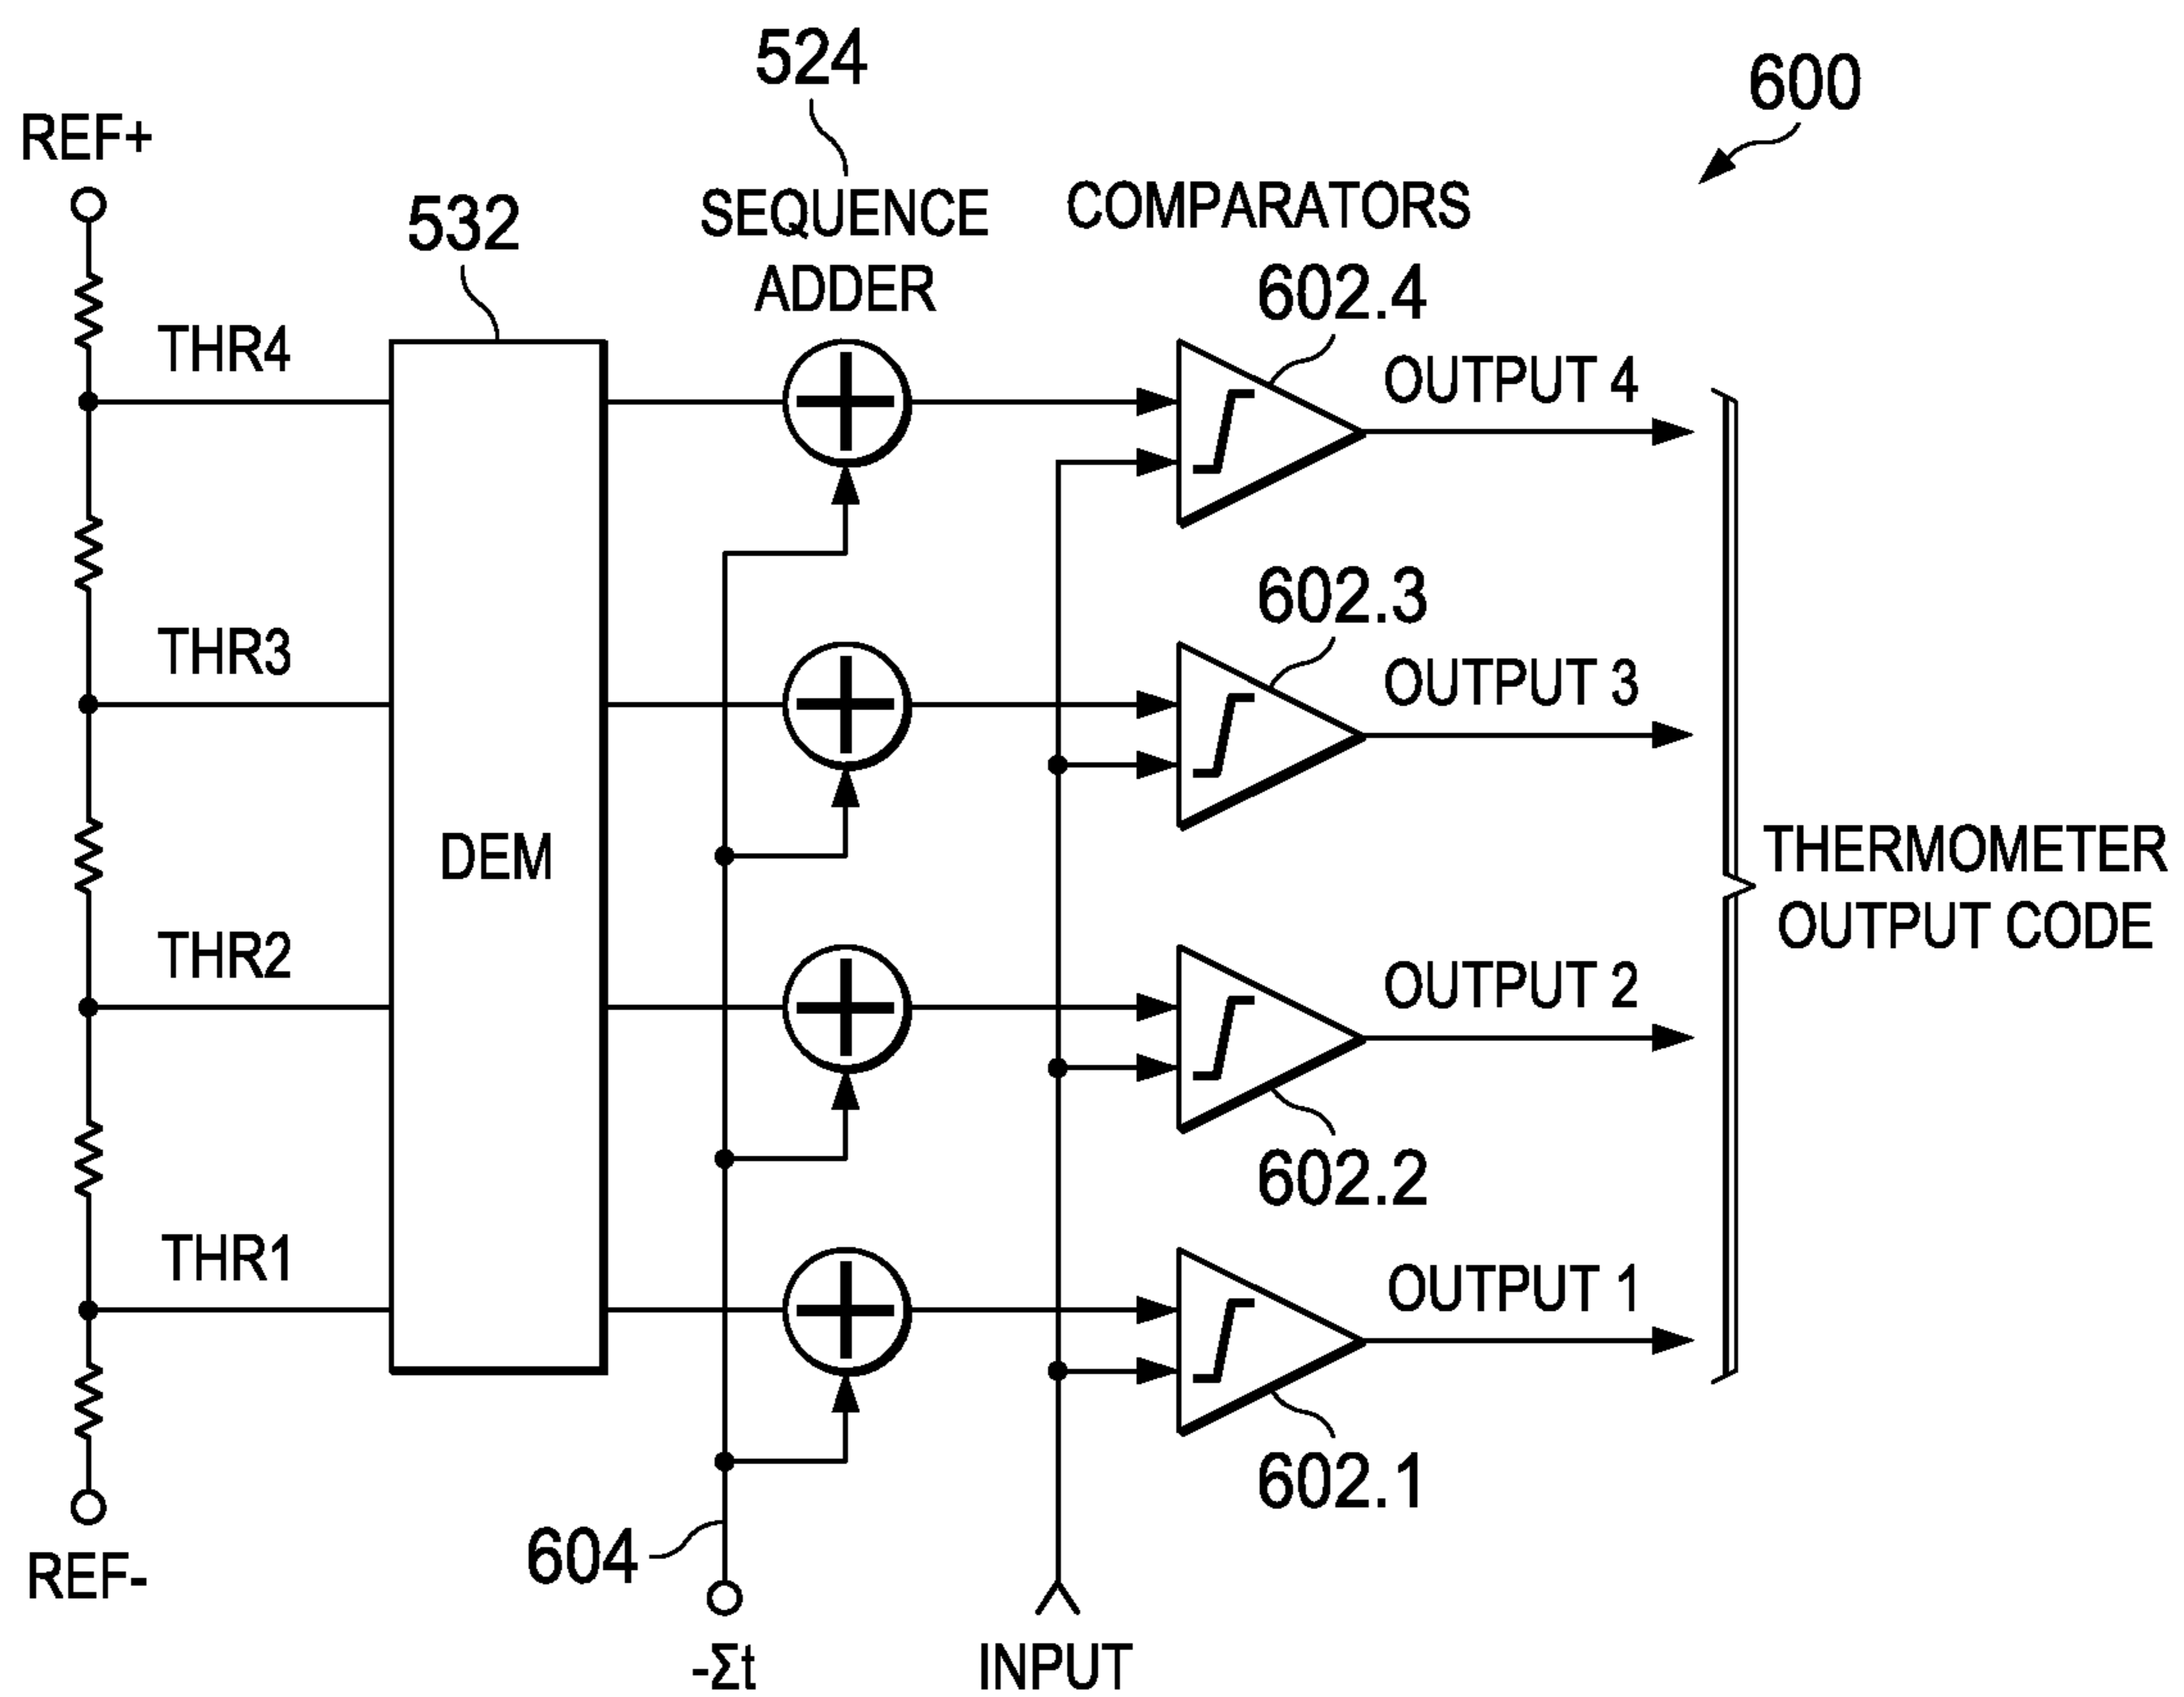 524
600
REF+
532
SEQUENCE
ADDER
COMPARATORS
602.4
THR4
OUTPUT 4
602.3
THR3
OUTPUT 3
DEM
THERMOMETER
OUTPUT CODE
THR2
OUTPUT 2
602.2
THR1
OUTPUT 1
602.1
604
REF-
-Σt
INPUT